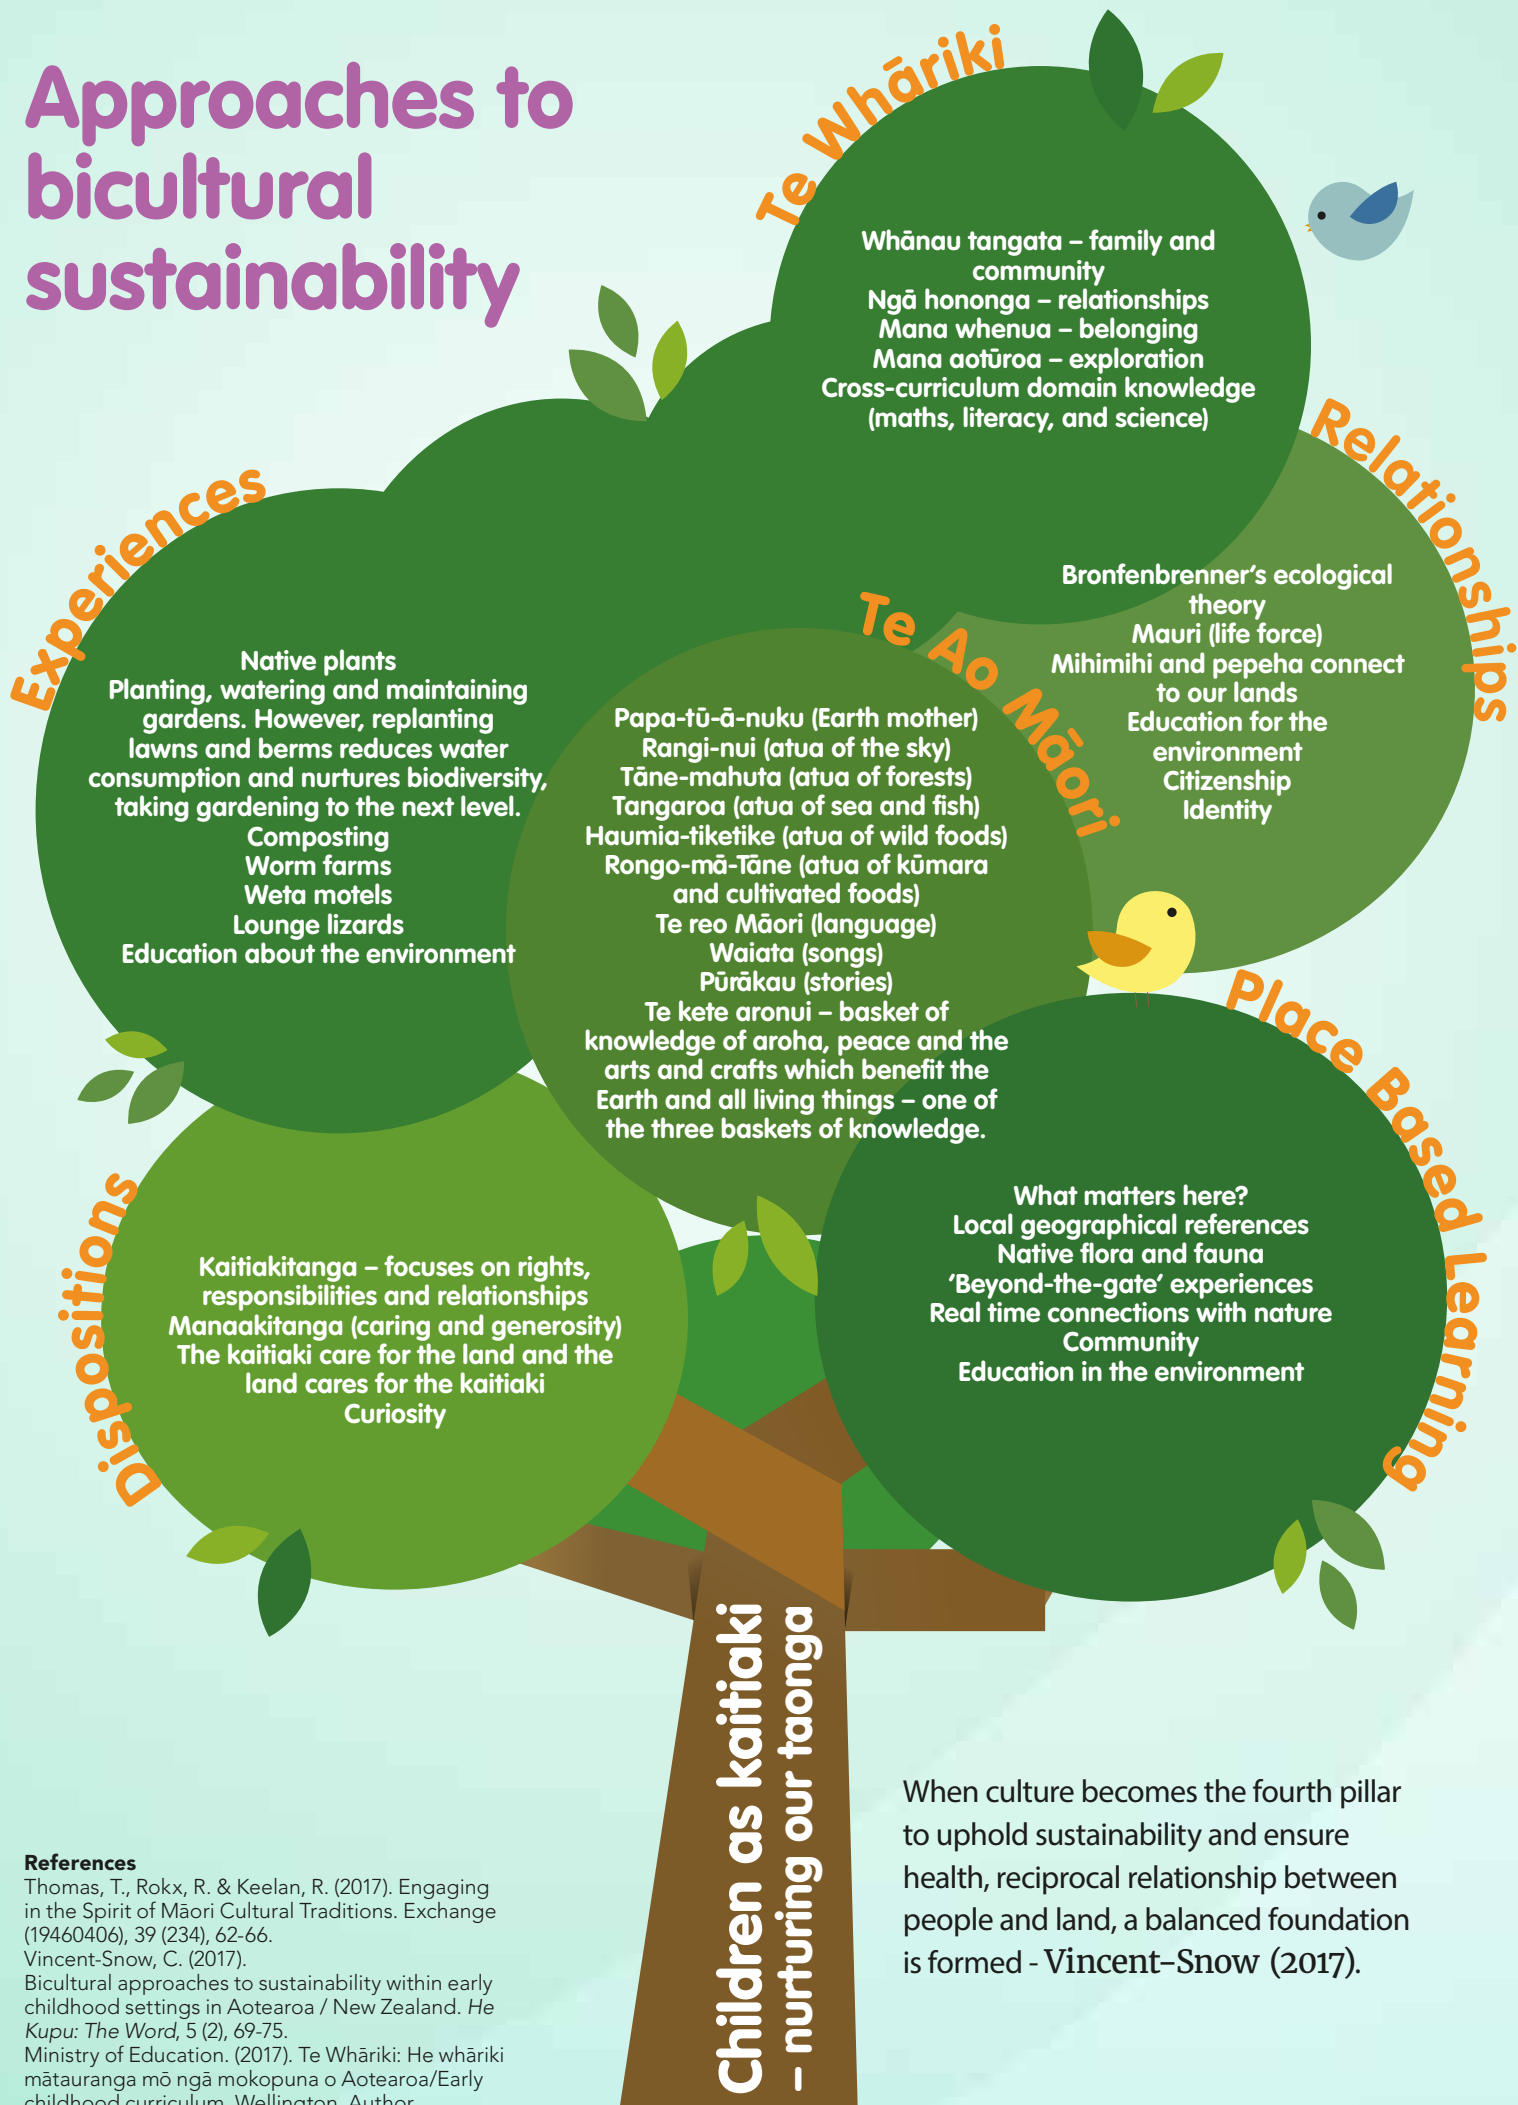 Approaches to
bicultural
sustainability
Te Whāriki
Whānau tangata – family and
community
Ngā hononga – relationships
Mana whenua – belonging
Mana aotūroa – exploration
Cross-curriculum domain knowledge
(maths, literacy, and science)
Relationships
Bronfenbrenner's ecological
theory
Mauri (life force)
Mihimihi and pepeha connect
to our lands
Education for the
environment
Citizenship
Identity
Experiences
Native plants
Planting, watering and maintaining
gardens. However, replanting
lawns and berms reduces water
consumption and nurtures biodiversity,
taking gardening to the next level.
Composting
Worm farms
Weta motels
Lounge lizards
Education about the environment
Te Ao Māori
Papa-tū-ā-nuku (Earth mother)
Rangi-nui (atua of the sky)
Tāne-mahuta (atua of forests)
Tangaroa (atua of sea and fish)
Haumia-tiketike (atua of wild foods)
Rongo-mā-Tāne (atua of kūmara
and cultivated foods)
Te reo Māori (language)
Waiata (songs)
Pūrākau (stories)
Te kete aronui – basket of
knowledge of aroha, peace and the
arts and crafts which benefit the
Earth and all living things – one of
the three baskets of knowledge.
Place Based Learning
What matters here?
Local geographical references
Native flora and fauna
'Beyond-the-gate' experiences
Real time connections with nature
Community
Education in the environment
Dispositions
Kaitiakitanga – focuses on rights,
responsibilities and relationships
Manaakitanga (caring and generosity)
The kaitiaki care for the land and the
land cares for the kaitiaki
Curiosity
Children as kaitiaki
– nurturing our taonga
When culture becomes the fourth pillar
to uphold sustainability and ensure
health, reciprocal relationship between
people and land, a balanced foundation
is formed - Vincent-Snow (2017).
References
Thomas, T., Rokx, R. & Keelan, R. (2017). Engaging
in the Spirit of Māori Cultural Traditions. Exchange
(19460406), 39 (234), 62-66.
Vincent-Snow, C. (2017).
Bicultural approaches to sustainability within early
childhood settings in Aotearoa / New Zealand. He
Kupu: The Word, 5 (2), 69-75.
Ministry of Education. (2017). Te Whāriki: He whāriki
mātauranga mō ngā mokopuna o Aotearoa/Early
childhood curriculum. Wellington, Author